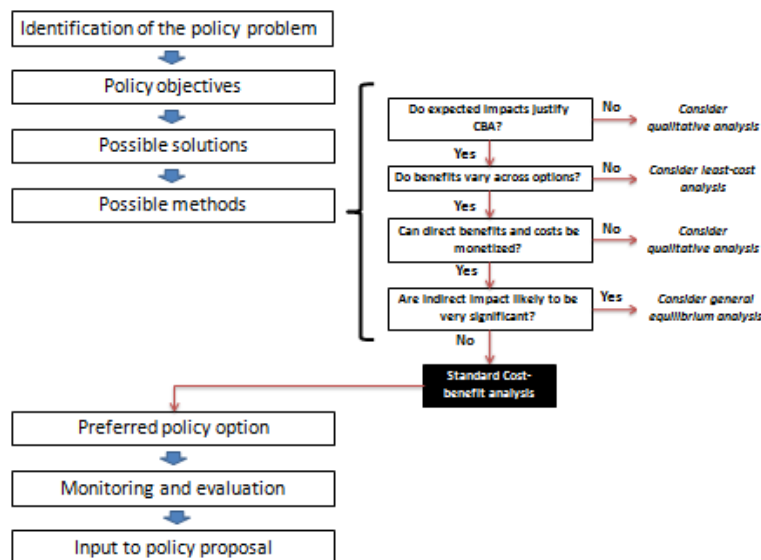 Identification of the policy problem
Policy objectives
Possible solutions
Possible methods
Do expected impacts justify
CBA?
No
Consider
qualitative analysis
Yes
Do benefits vary across options?
No
Consider least-cost
analysis
Yes
Can direct benefits and costs be
monetized?
No
Consider
qualitative analysis
Yes
Are indirect impact likely to be
very significant?
Yes
Consider general
equilibrium analysis
No
Standard Cost-
benefit analysis
Preferred policy option
Monitoring and evaluation
Input to policy proposal